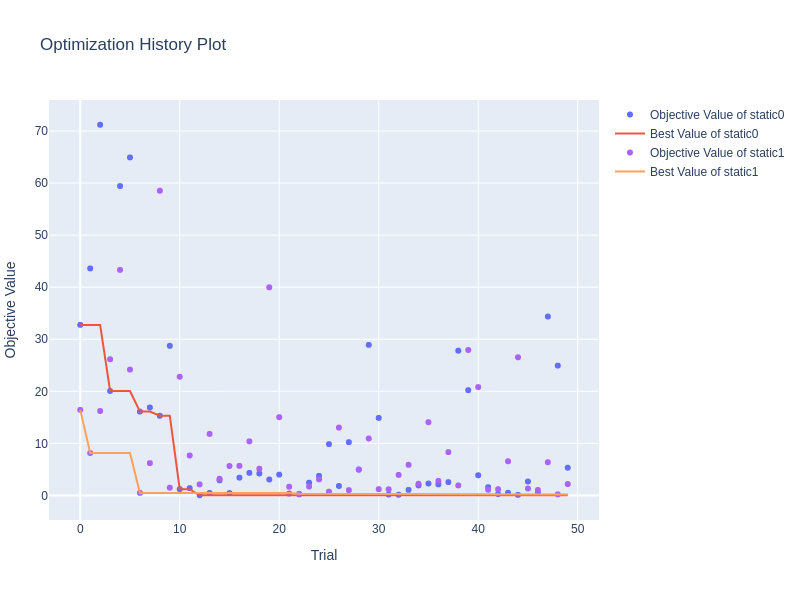 Optimization History Plot
Objective Value of static0
Best Value of static0
Objective Value of static1
Best Value of static1
Objective Value
70
60
50
40
30
20
10
0
0 10 20 30 40 50
Trial